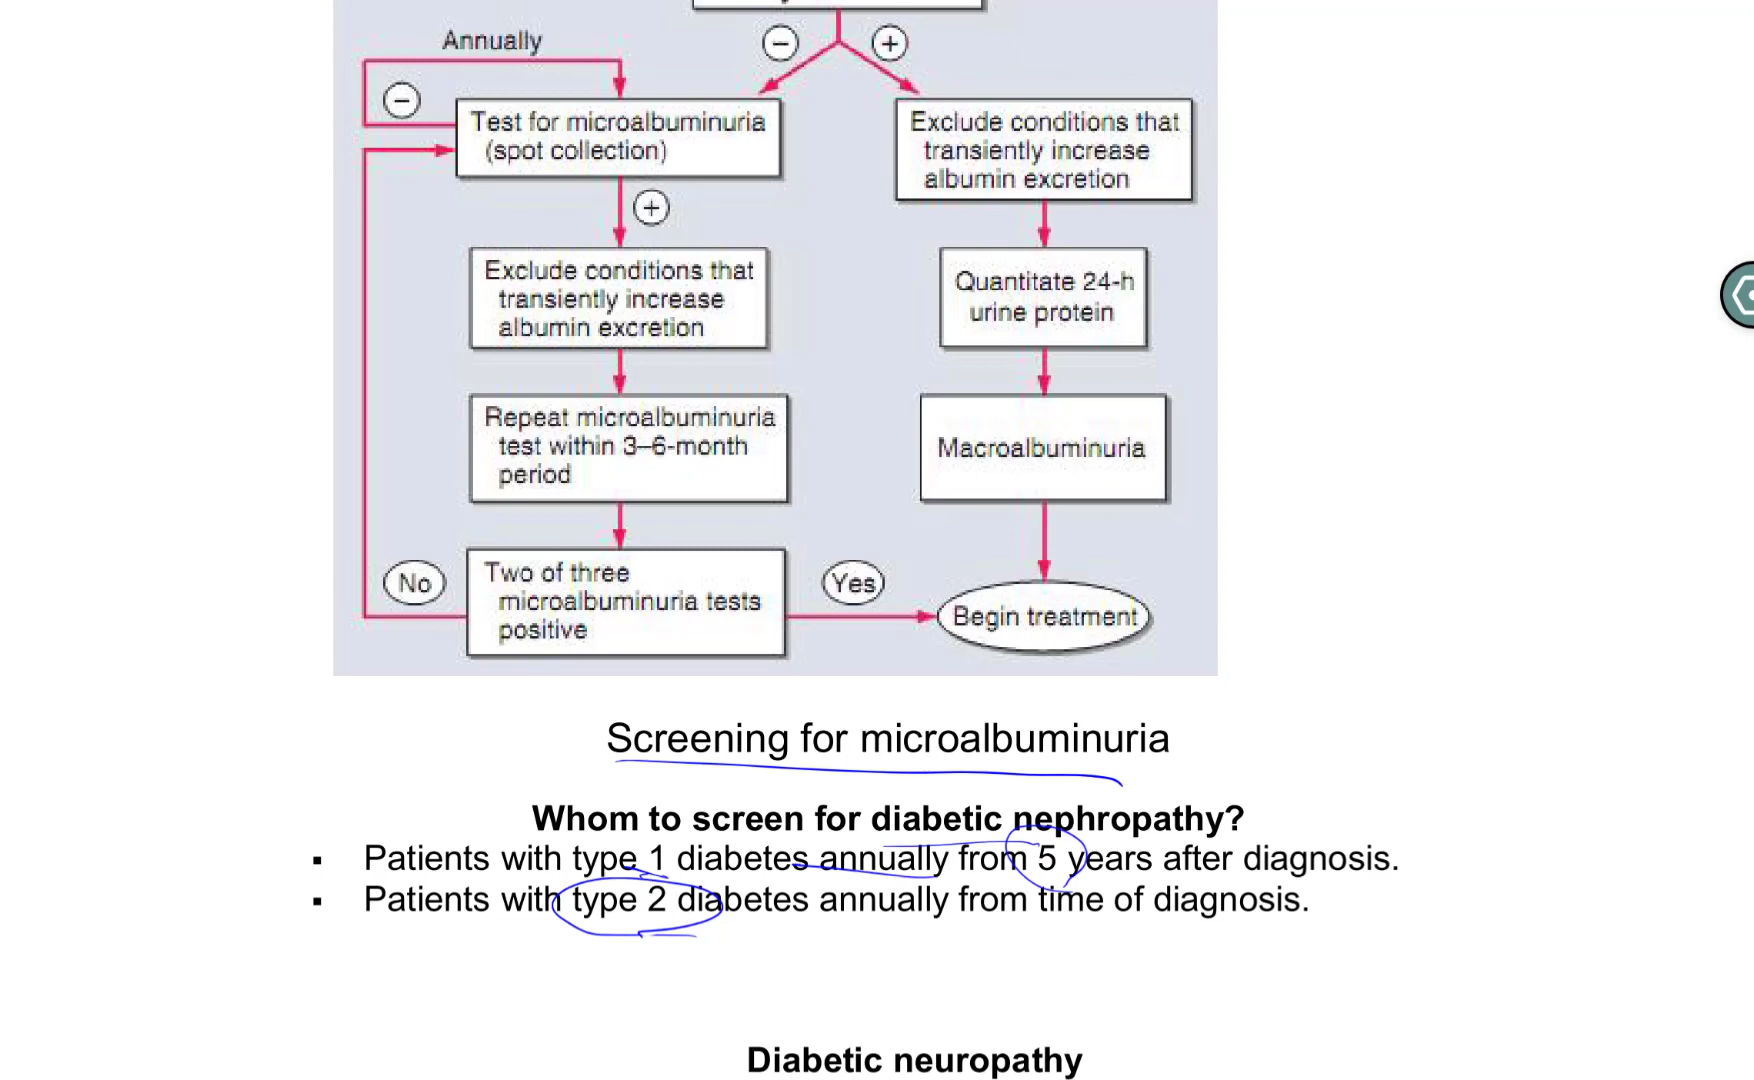 Annually
−
+
−
Test for microalbuminuria
(spot collection)
Exclude conditions that
transiently increase
albumin excretion
+
Exclude conditions that
transiently increase
albumin excretion
Quantitate 24-h
urine protein
Repeat microalbuminuria
test within 3–6-month
period
Macroalbuminuria
No
Two of three
microalbuminuria tests
positive
Yes
Begin treatment
Screening for microalbuminuria
Whom to screen for diabetic nephropathy?
▪ Patients with type 1 diabetes annually from 5 years after diagnosis.
▪ Patients with type 2 diabetes annually from time of diagnosis.
Diabetic neuropathy